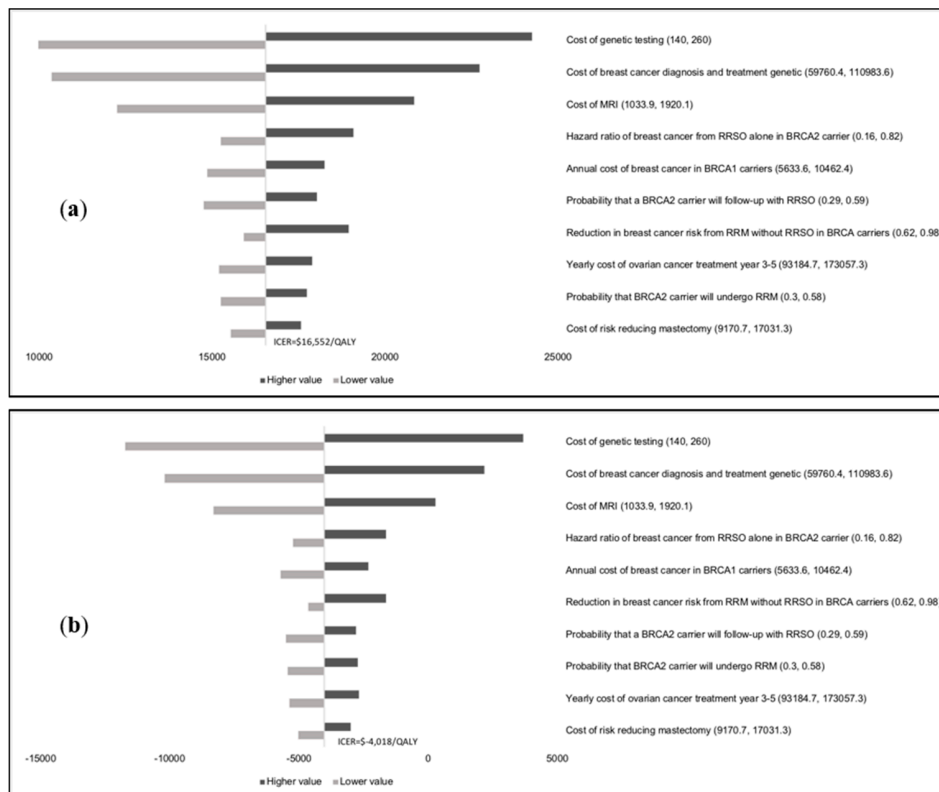 Cost of genetic testing (140, 260)
Cost of breast cancer diagnosis and treatment genetic (59760.4, 110983.6)
Cost of MRI (1033.9, 1920.1)
Hazard ratio of breast cancer from RRSO alone in BRCA2 carrier (0.16, 0.82)
Annual cost of breast cancer in BRCA1 carriers (5633.6, 10462.4)
(a)
Probability that a BRCA2 carrier will follow-up with RRSO (0.29, 0.59)
Reduction in breast cancer risk from RRM without RRSO in BRCA carriers (0.62, 0.98
Yearly cost of ovarian cancer treatment year 3-5 (93184.7, 173057.3)
Probability that BRCA2 carrier will undergo RRM (0.3, 0.58)
Cost of risk reducing mastectomy (9170.7, 17031.3)
ICER=$16,552/QALY
10000 15000 20000 25000
Higher value Lower value
Cost of genetic testing (140, 260)
Cost of breast cancer diagnosis and treatment genetic (59760.4, 110983.6)
Cost of MRI (1033.9, 1920.1)
Hazard ratio of breast cancer from RRSO alone in BRCA2 carrier (0.16, 0.82)
Annual cost of breast cancer in BRCA1 carriers (5633.6, 10462.4)
Reduction in breast cancer risk from RRM without RRSO in BRCA carriers (0.62, 0.98
(b)
Probability that a BRCA2 carrier will follow-up with RRSO (0.29, 0.59)
Probability that BRCA2 carrier will undergo RRM (0.3, 0.58)
Yearly cost of ovarian cancer treatment year 3-5 (93184.7, 173057.3)
Cost of risk reducing mastectomy (9170.7, 17031.3)
ICER=$-4,018/QALY
-15000 -10000 -5000 0 5000
Higher value Lower value